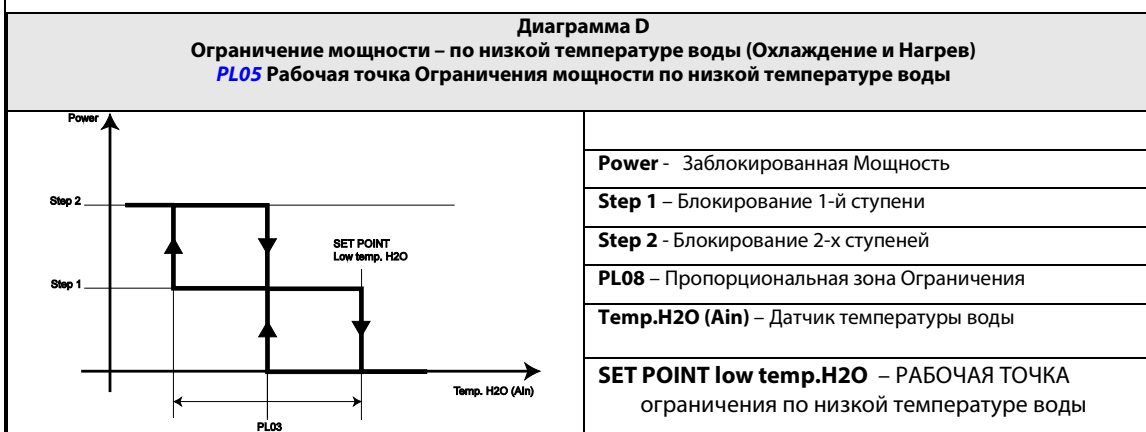 Диаграмма D
Ограничение мощности – по низкой температуре воды (Охлаждение и Нагрев)
PL05 Рабочая точка Ограничения мощности по низкой температуре воды
Power
Step 2
SET POINT
Low temp. H2O
Step 1
Temp. H2O (AIn)
PL03
Power - Заблокированная Мощность
Step 1 – Блокирование 1-й ступени
Step 2 - Блокирование 2-х ступеней
PL08 – Пропорциональная зона Ограничения
Temp.H2O (Ain) – Датчик температуры воды
SET POINT low temp.H2O – РАБОЧАЯ ТОЧКА
ограничения по низкой температуре воды